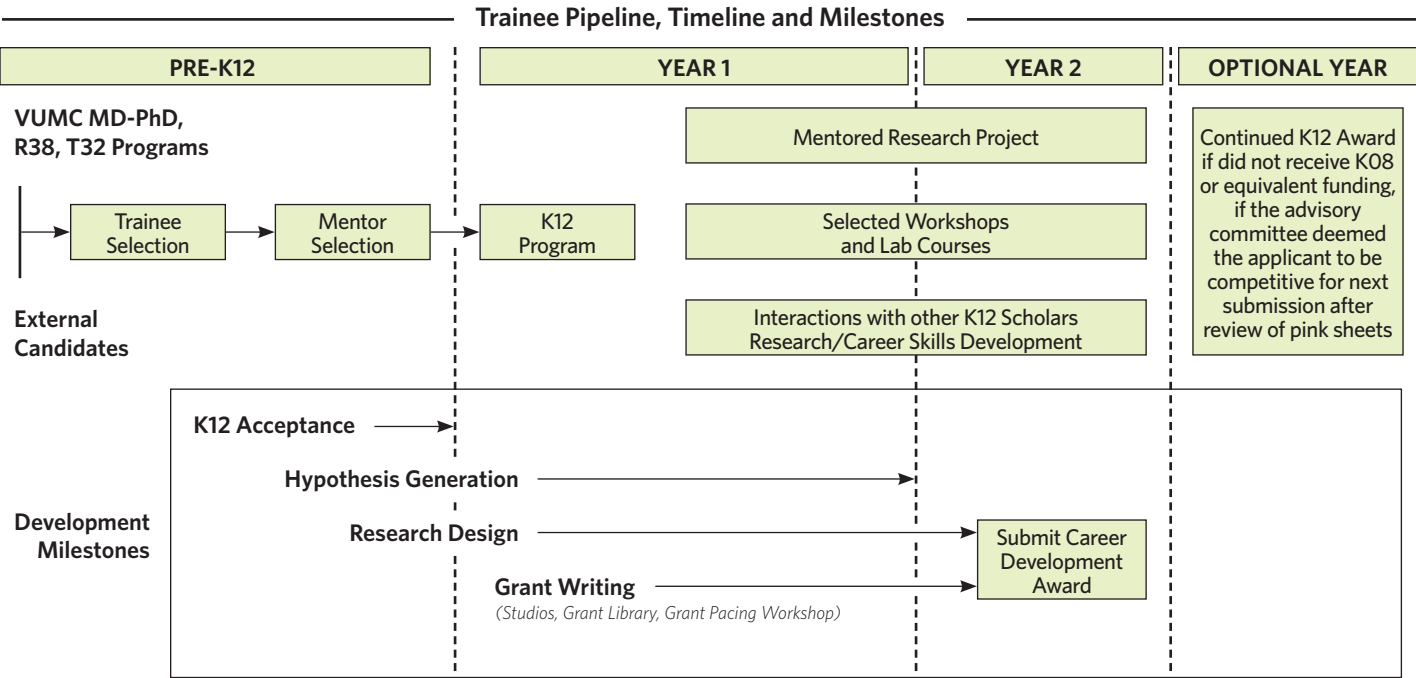 Trainee Pipeline, Timeline and Milestones
PRE-K12
YEAR 1
YEAR 2
OPTIONAL YEAR
VUMC MD-PhD,
R38, T32 Programs
Trainee
Selection
Mentor
Selection
K12
Program
External
Candidates
Mentored Research Project
Selected Workshops
and Lab Courses
Interactions with other K12 Scholars
Research/Career Skills Development
Continued K12 Award
if did not receive K08
or equivalent funding,
if the advisory
committee deemed
the applicant to be
competitive for next
submission after
review of pink sheets
Development
Milestones
K12 Acceptance
Hypothesis Generation
Research Design
Grant Writing
(Studios, Grant Library, Grant Pacing Workshop)
Submit Career
Development
Award